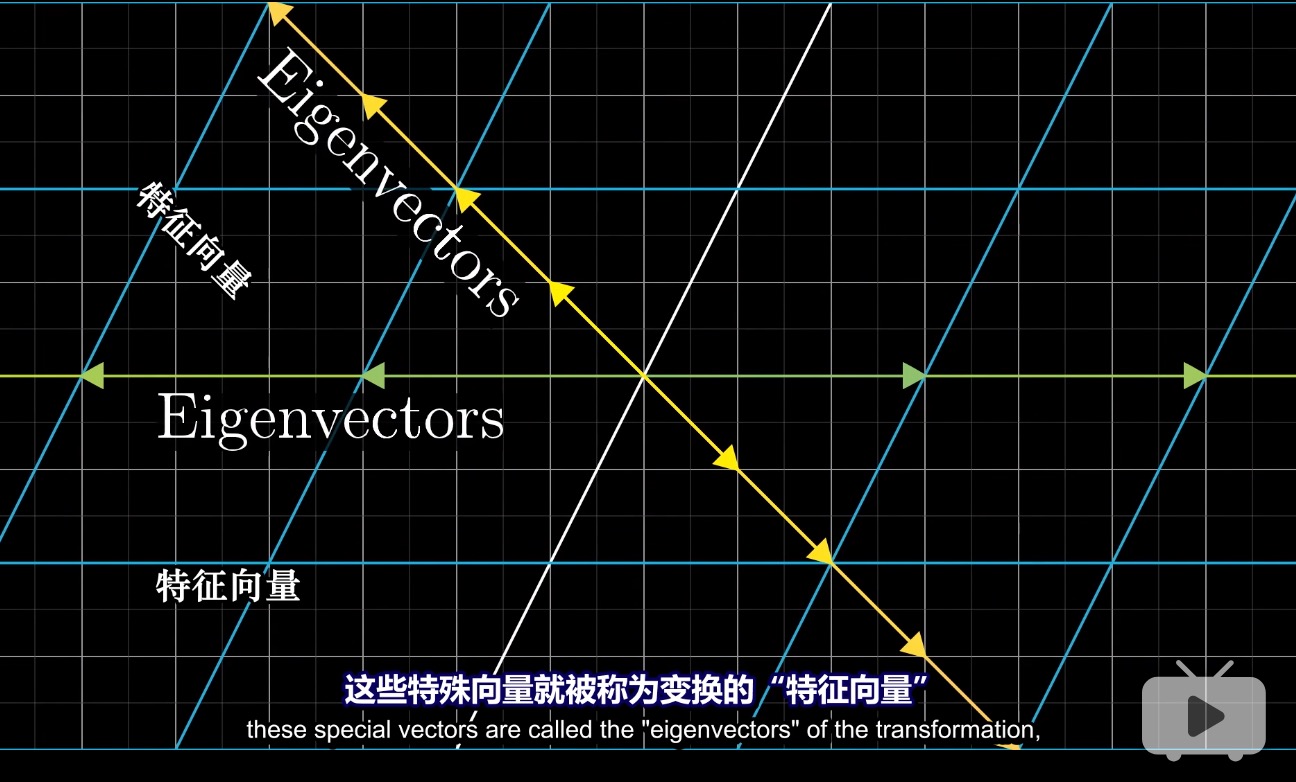 Eigenvectors
特征向量
Eigenvectors
特征向量
这些特殊向量就被称为变换的“特征向量”
these special vectors are called the "eigenvectors" of the transformation,